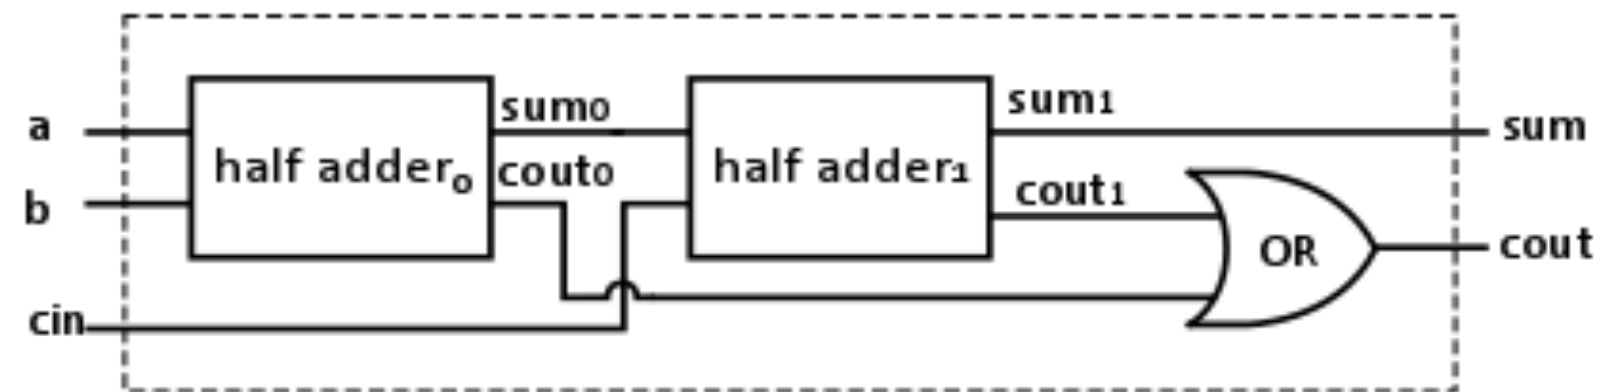 a
b
cin
half adder0
sum0
cout0
half adder1
sum1
cout1
OR
sum
cout